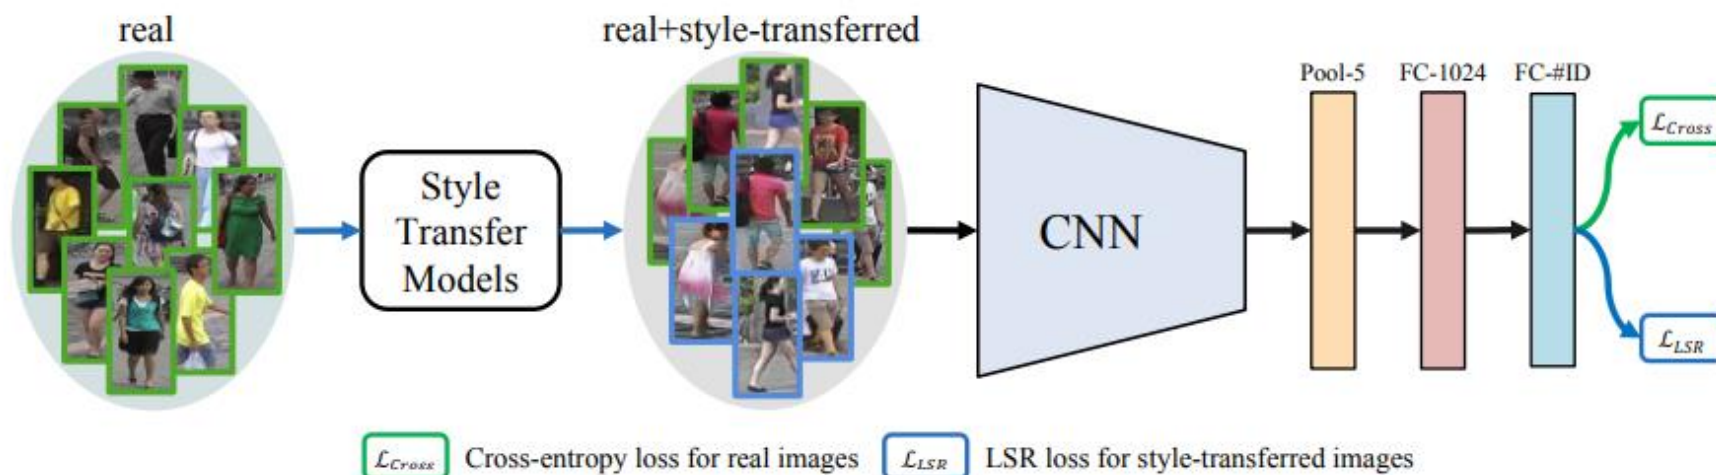 real
real+style-transferred
Style
Transfer
Models
CNN
Pool-5
FC-1024
FC-#ID
ℒCross
ℒLSR
ℒCross Cross-entropy loss for real images
ℒLSR LSR loss for style-transferred images